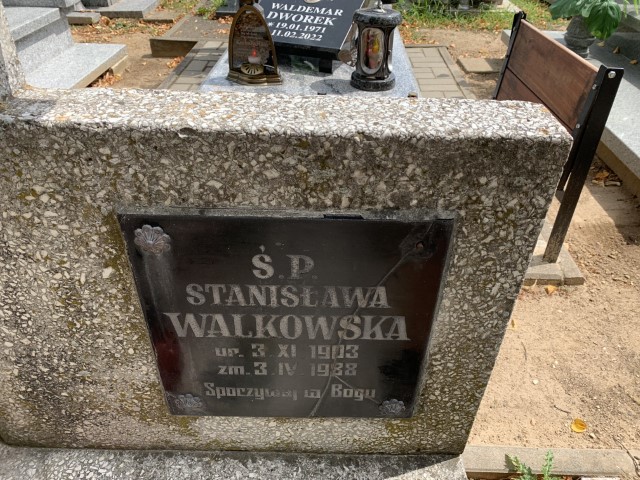 WALDEMAR
DWOREK
* 19.01.1971
11.02.2022
Ś.P.
STANISŁAWA
WALKOWSKA
ur. 3. XI 1903
zm. 3. IV 1988
Spoczywaj w Bogu